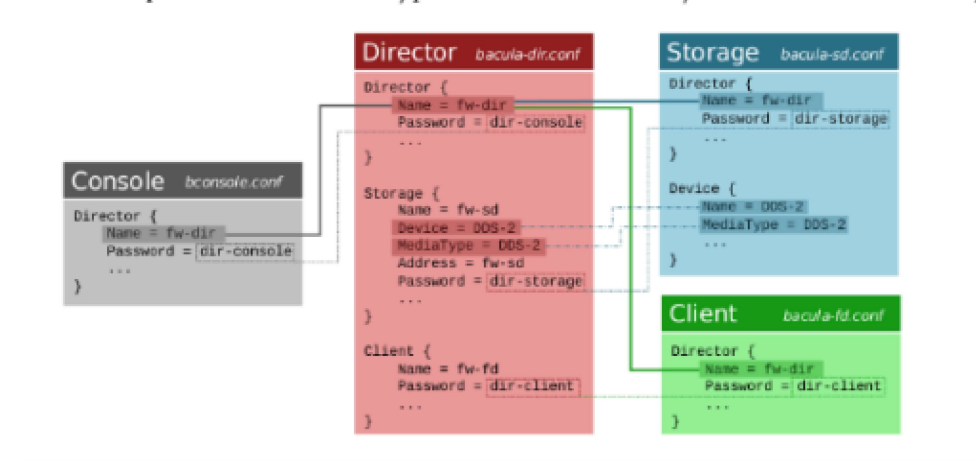 Console bconsole.conf
Director {
Name = fw-dir
Password = dir-console
...
}
Director bacula-dir.conf
Director {
Name = fw-dir
Password = dir-console
...
}
Storage {
Name = fw-sd
Device = DDS-2
MediaType = DDS-2
Address = fw-sd
Password = dir-storage
...
}
Client {
Name = fw-fd
Password = dir-client
...
}
Storage bacula-sd.conf
Director {
Name = fw-dir
Password = dir-storage
...
}
Device {
Name = DDS-2
MediaType = DDS-2
...
}
Client bacula-fd.conf
Director {
Name = fw-dir
Password = dir-client
...
}